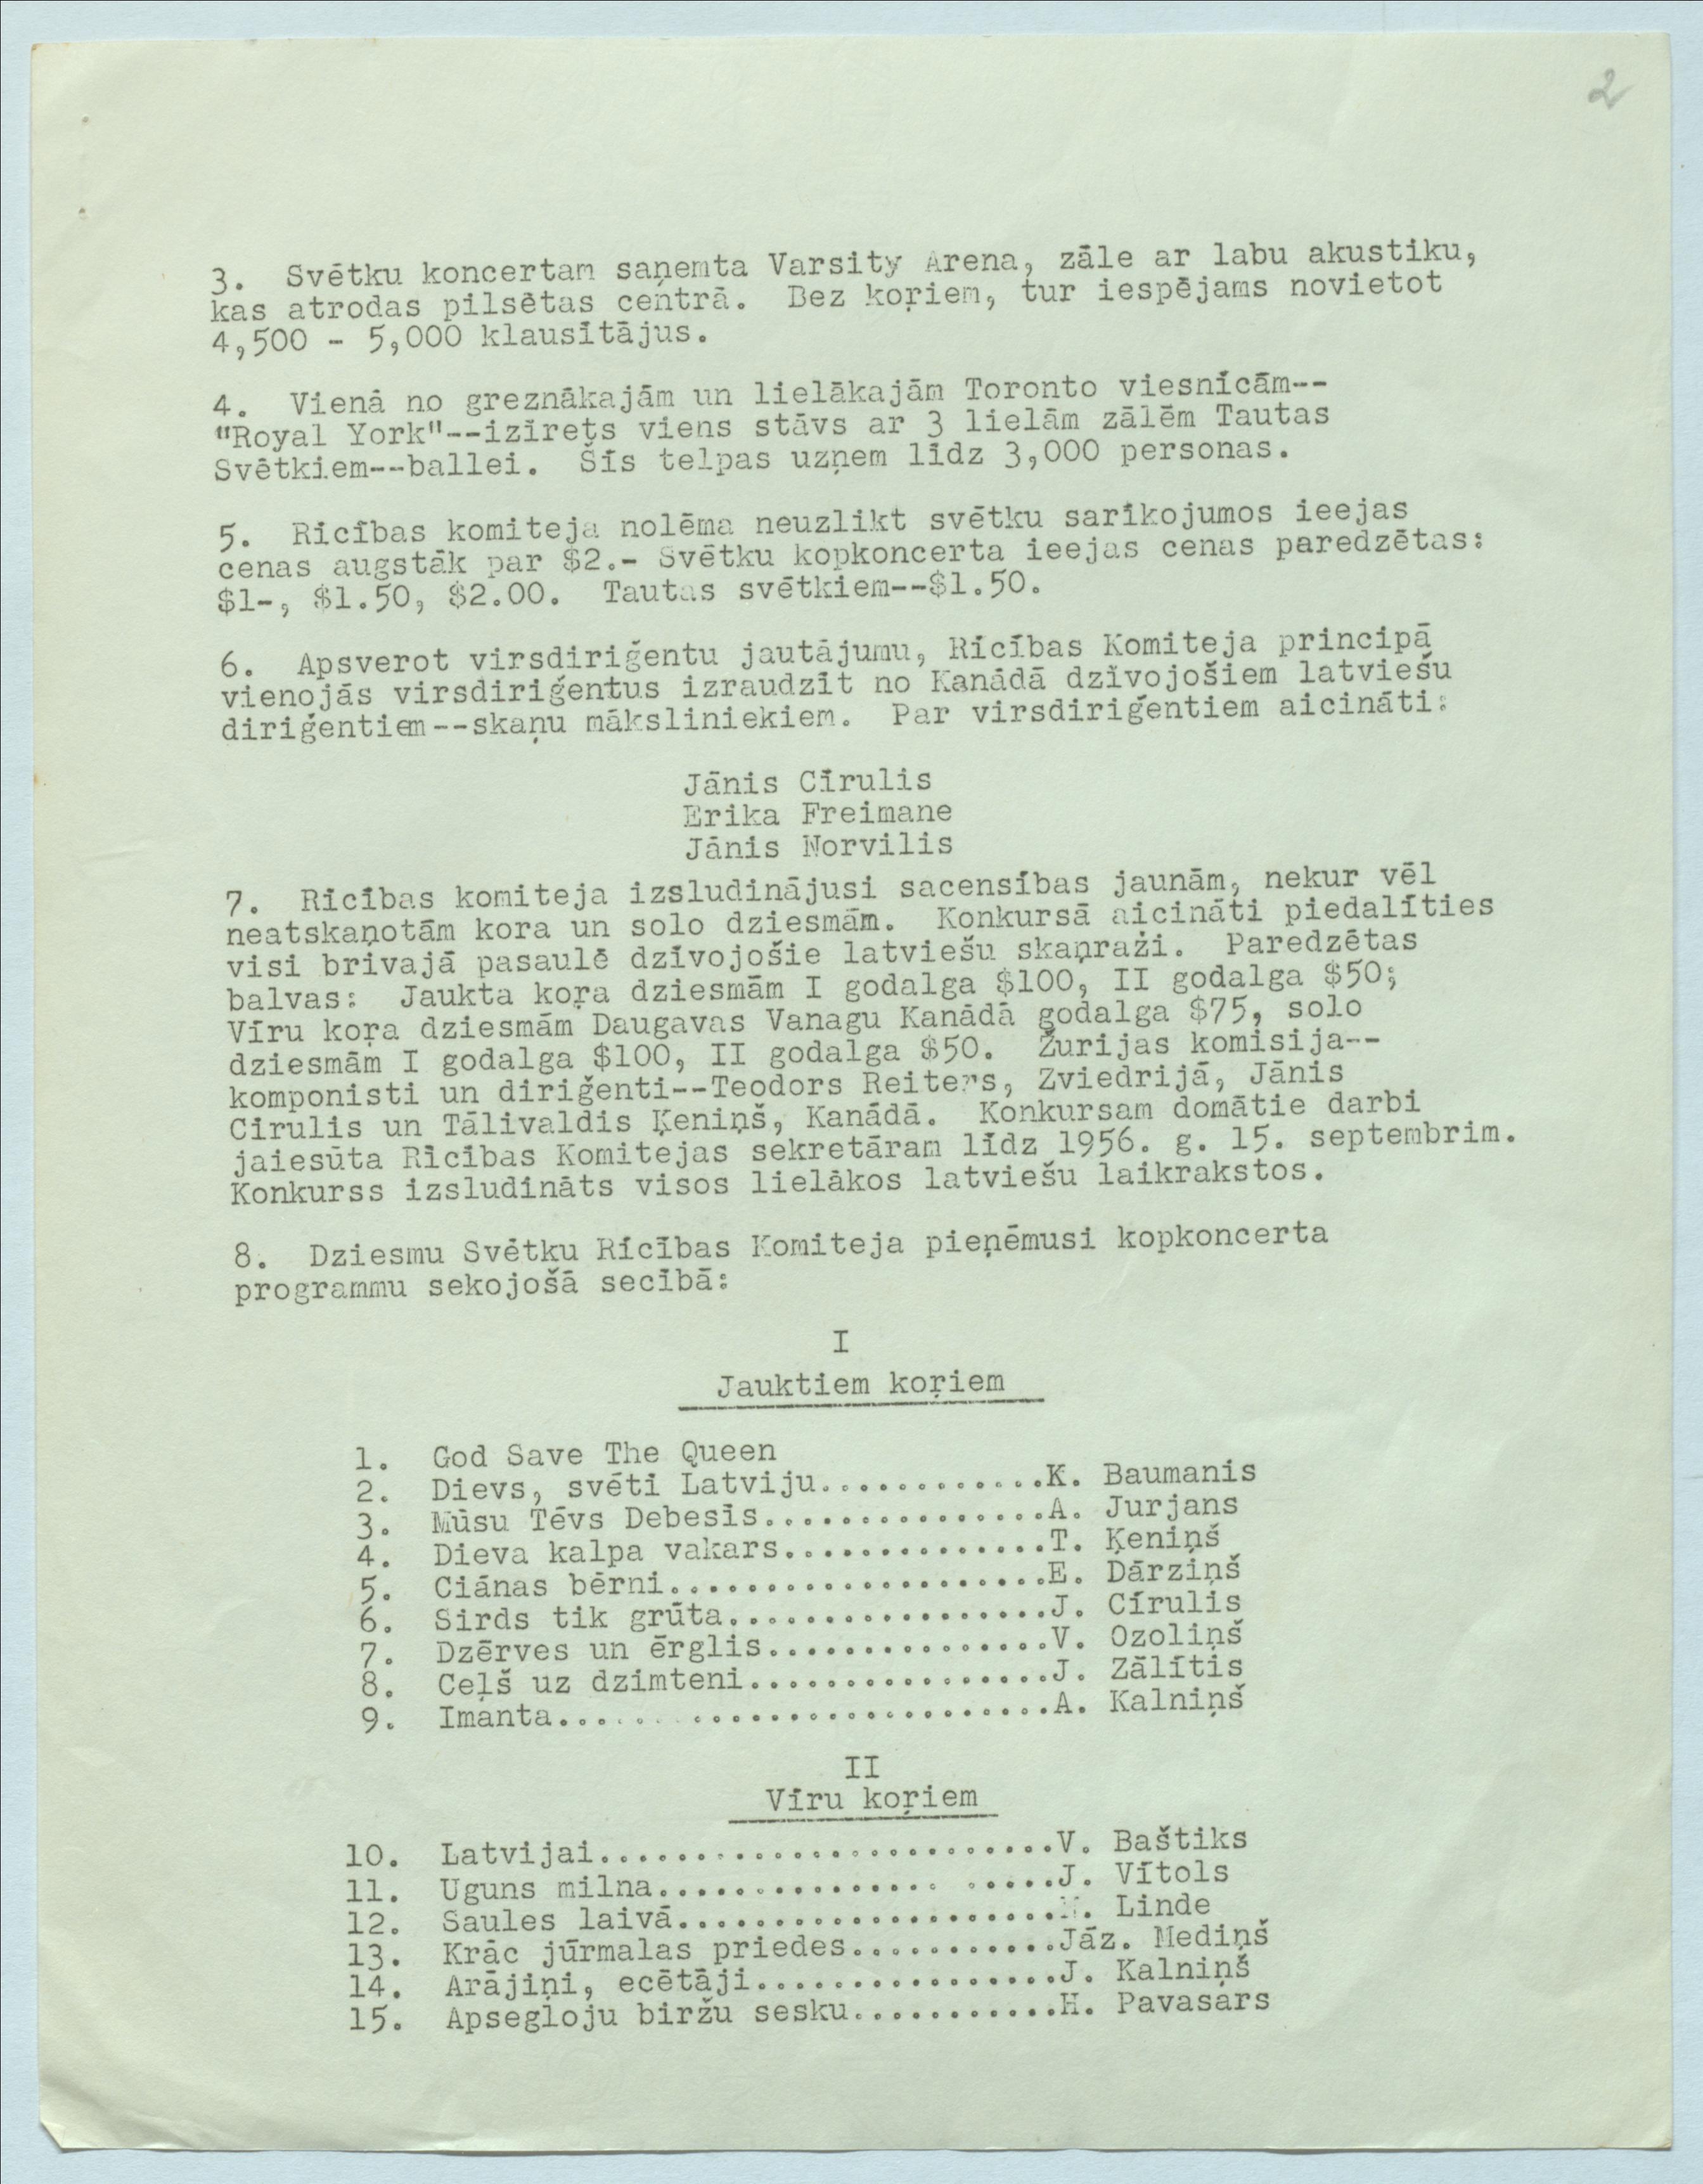 2
3. Svētku koncertam saņemta Varsity Arena, zāle ar labu akustiku,
kas atrodas pilsētas centrā. Bez koŗiem, tur iespējams novietot
4,500 - 5,000 klausītājus.
4. Vienā no greznākajām un lielākajām Toronto viesnīcām--
"Royal York"--izīrets viens stāvs ar 3 lielām zālēm Tautas
Svētkiem--ballei. Šīs telpas uzņem līdz 3,000 personas.
5. Rīcības komiteja nolēma neuzlikt svētku sarīkojumos ieejas
cenas augstāk par $2.- Svētku kopkoncerta ieejas cenas paredzētas:
$1-, $1.50, $2.00. Tautas svētkiem--$1.50.
6. Apsverot virsdiriģentu jautājumu, Rīcības Komiteja principā
vienojās virsdiriģentus izraudzīt no Kanādā dzīvojošiem latviešu
diriģentiem--skaņu māksliniekiem. Par virsdiriģentiem aicināti:
Jānis Cīrulis
Erika Freimane
Jānis Norvilis
7. Rīcības komiteja izsludinājusi sacensības jaunām, nekur vēl
neatskaņotām kora un solo dziesmām. Konkursā aicināti piedalīties
visi brivajā pasaulē dzīvojošie latviešu skaņraži. Paredzētas
balvas: Jaukta koŗa dziesmām I godalga $100, II godalga $50;
Vīru koŗa dziesmām Daugavas Vanagu Kanādā godalga $75, solo
dziesmām I godalga $100, II godalga $50. Žurijas komisija--
komponisti un diriģenti--Teodors Reiters, Zviedrijā, Jānis
Cīrulis un Tālivaldis Ķeniņš, Kanādā. Konkursam domātie darbi
jaiesūta Rīcības Komitejas sekretāram līdz 1956. g. 15. septembrim.
Konkurss izsludināts visos lielākos latviešu laikrakstos.
8. Dziesmu Svētku Rīcības Komiteja pieņēmusi kopkoncerta
programmu sekojošā secībā:
I
Jauktiem koŗiem
1. God Save The Queen
2. Dievs, svētī Latviju............K. Baumanis
3. Mūsu Tēvs Debesīs...............A. Jurjans
4. Dieva kalpa vakars..............T. Ķeniņš
5. Ciānas bērni....................E. Dārziņš
6. Sirds tik grūta.................J. Cīrulis
7. Dzērves un ērglis...............V. Ozoliņš
8. Ceļš uz dzimteni................J. Zālītis
9. Imanta..........................A. Kalniņš
II
Vīru koŗiem
10. Latvijai........................V. Baštiks
11. Uguns milna.....................J. Vītols
12. Saules laivā.................... Linde
13. Krāc jūrmalas priedes...........Jāz. Mediņš
14. Arājiņi, ecētāji................J. Kalniņš
15. Apsegloju biržu sesku...........H. Pavasars